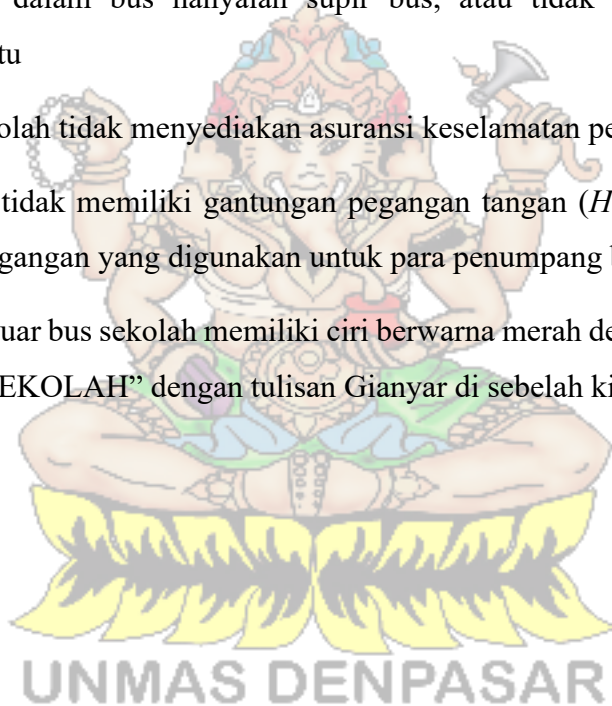 dalam bus hanyalah supir bus, atau tidak
tu
olah tidak menyediakan asuransi keselamatan pe
tidak memiliki gantungan pegangan tangan (H
gangan yang digunakan untuk para penumpang b
uar bus sekolah memiliki ciri berwarna merah de
EKOLAH” dengan tulisan Gianyar di sebelah ki
UNMAS DENPASAR